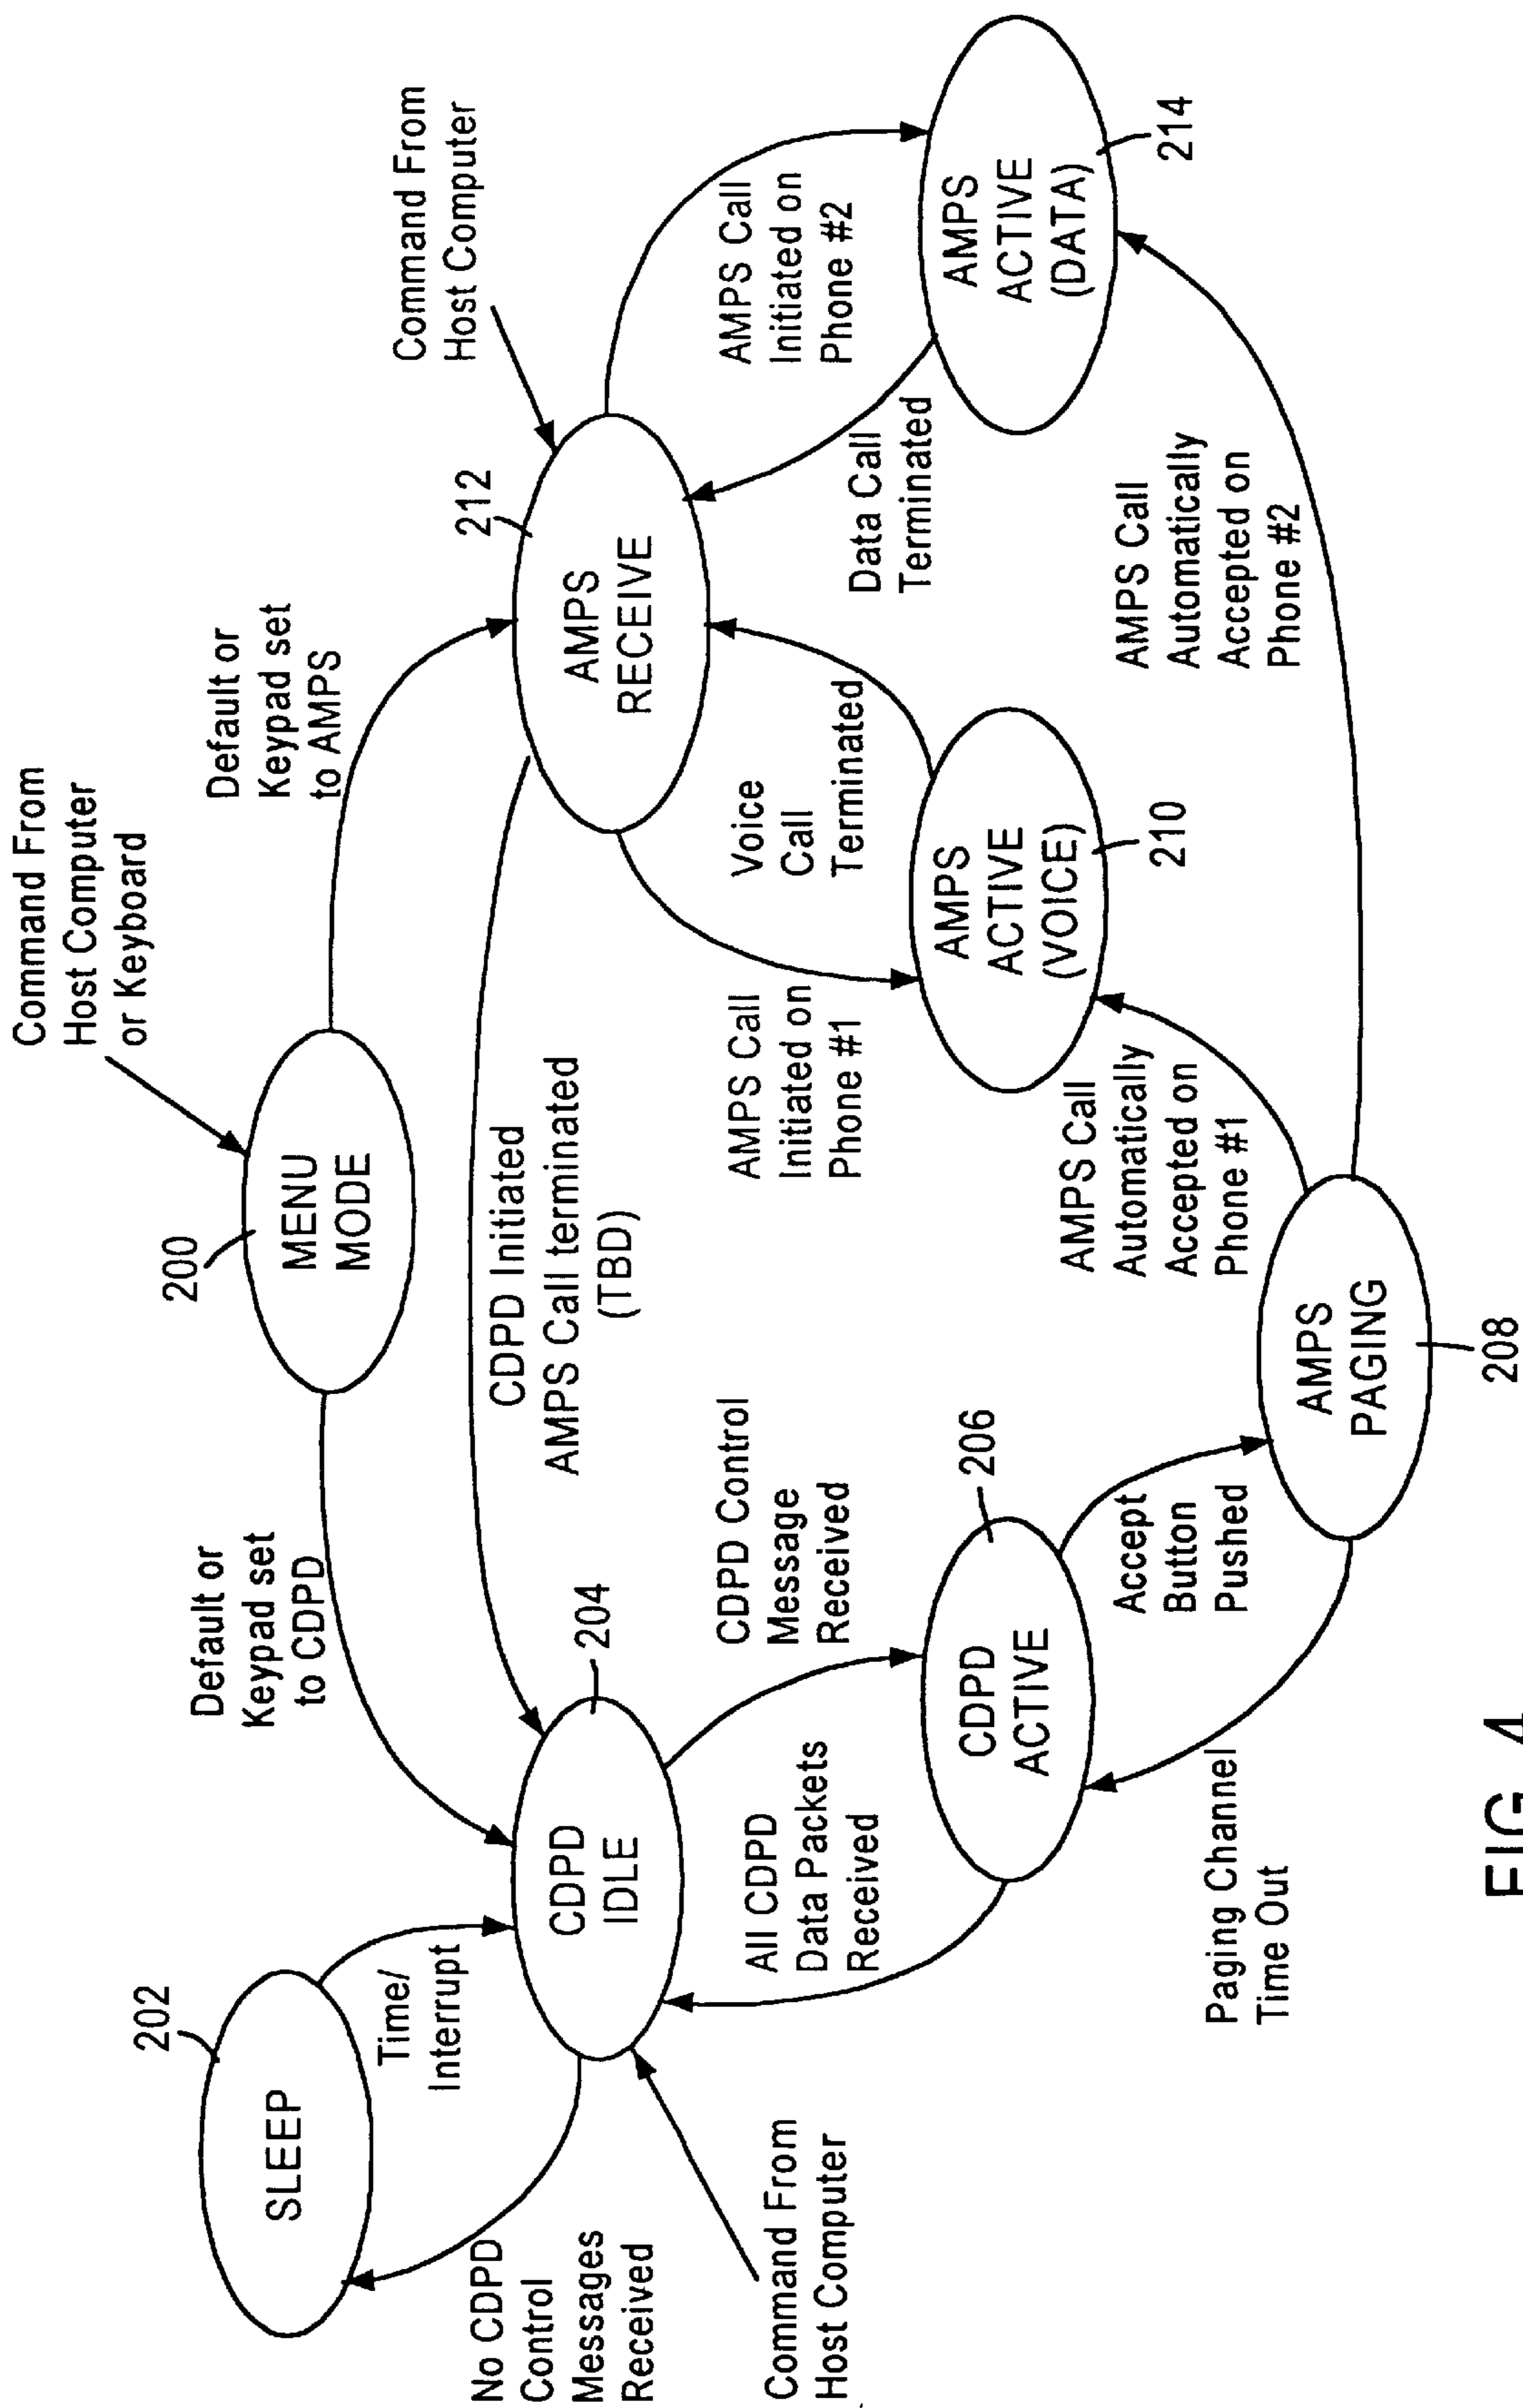 Command From
Host Computer
or Keyboard
200
MENU
MODE
Default or
Keypad set
to CDPD
Default or
Keypad set
to AMPS
202
SLEEP
Time/
Interrupt
No CDPD
Control
Messages
Received
CDPD
IDLE
204
Command From
Host Computer
CDPD Initiated
AMPS Call terminated
(TBD)
212
AMPS
RECEIVE
Command From
Host Computer
CDPD Control
Message
Received
All CDPD
Data Packets
Received
CDPD
ACTIVE
206
AMPS Call
Initiated on
Phone #1
Voice
Call
Terminated
AMPS
ACTIVE
(VOICE)
210
Data Call
Terminated
AMPS Call
Initiated on
Phone #2
AMPS
ACTIVE
(DATA)
214
Accept
Button
Pushed
Paging Channel
Time Out
AMPS
PAGING
208
AMPS Call
Automatically
Accepted on
Phone #1
AMPS Call
Automatically
Accepted on
Phone #2
FIG. 4